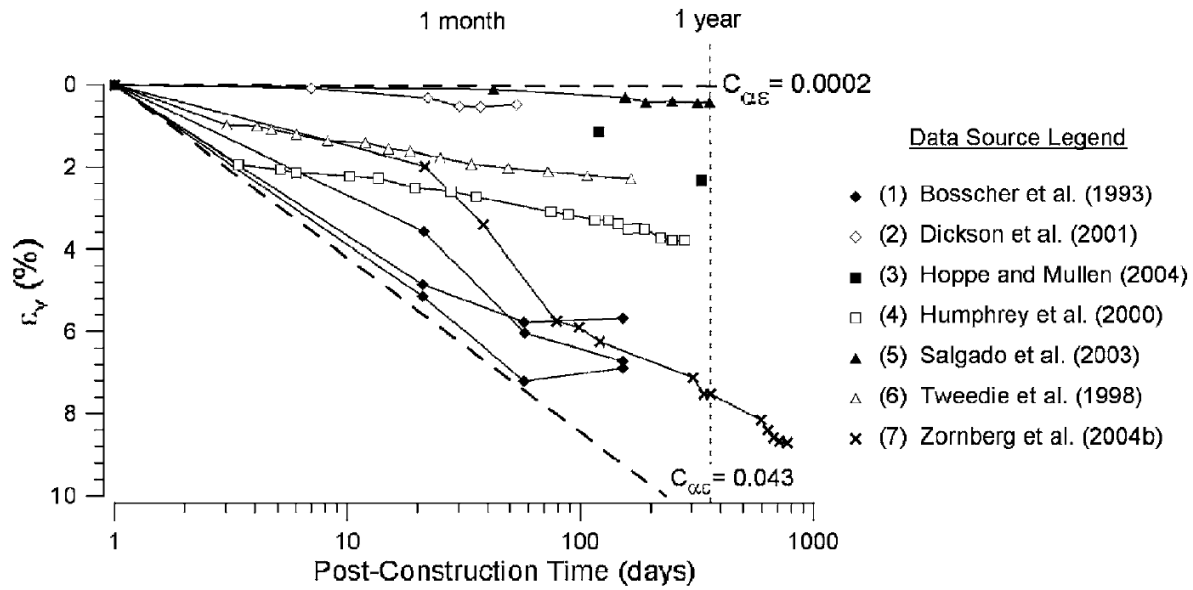 1 month
1 year
0
2
4
6
8
10
εᵥ (%)
Cαε = 0.0002
Cαε = 0.043
1
10
100
1000
Post-Construction Time (days)
Data Source Legend
(1) Bosscher et al. (1993)
(2) Dickson et al. (2001)
(3) Hoppe and Mullen (2004)
(4) Humphrey et al. (2000)
(5) Salgado et al. (2003)
(6) Tweedie et al. (1998)
(7) Zornberg et al. (2004b)